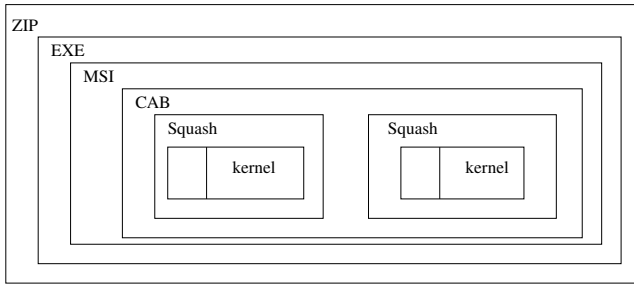 ZIP
EXE
MSI
CAB
Squash
Squash
kernel
kernel